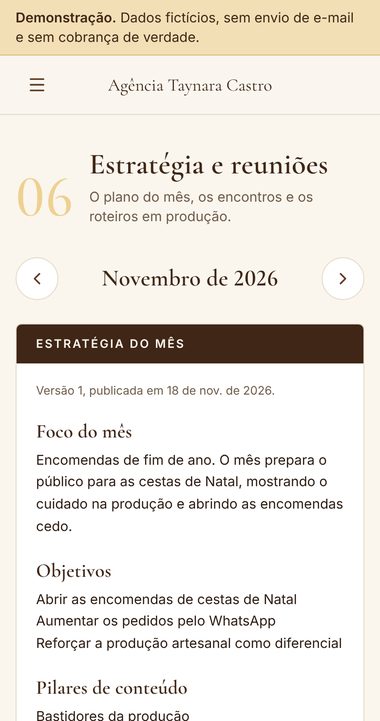 Demonstração. Dados fictícios, sem envio de e-mail
e sem cobrança de verdade.
Agência Taynara Castro
06
Estratégia e reuniões
O plano do mês, os encontros e os
roteiros em produção.
Novembro de 2026
ESTRATÉGIA DO MÊS
Versão 1, publicada em 18 de nov. de 2026.
Foco do mês
Encomendas de fim de ano. O mês prepara o
público para as cestas de Natal, mostrando o
cuidado na produção e abrindo as encomendas
cedo.
Objetivos
Abrir as encomendas de cestas de Natal
Aumentar os pedidos pelo WhatsApp
Reforçar a produção artesanal como diferencial
Pilares de conteúdo
Bastidores da produção